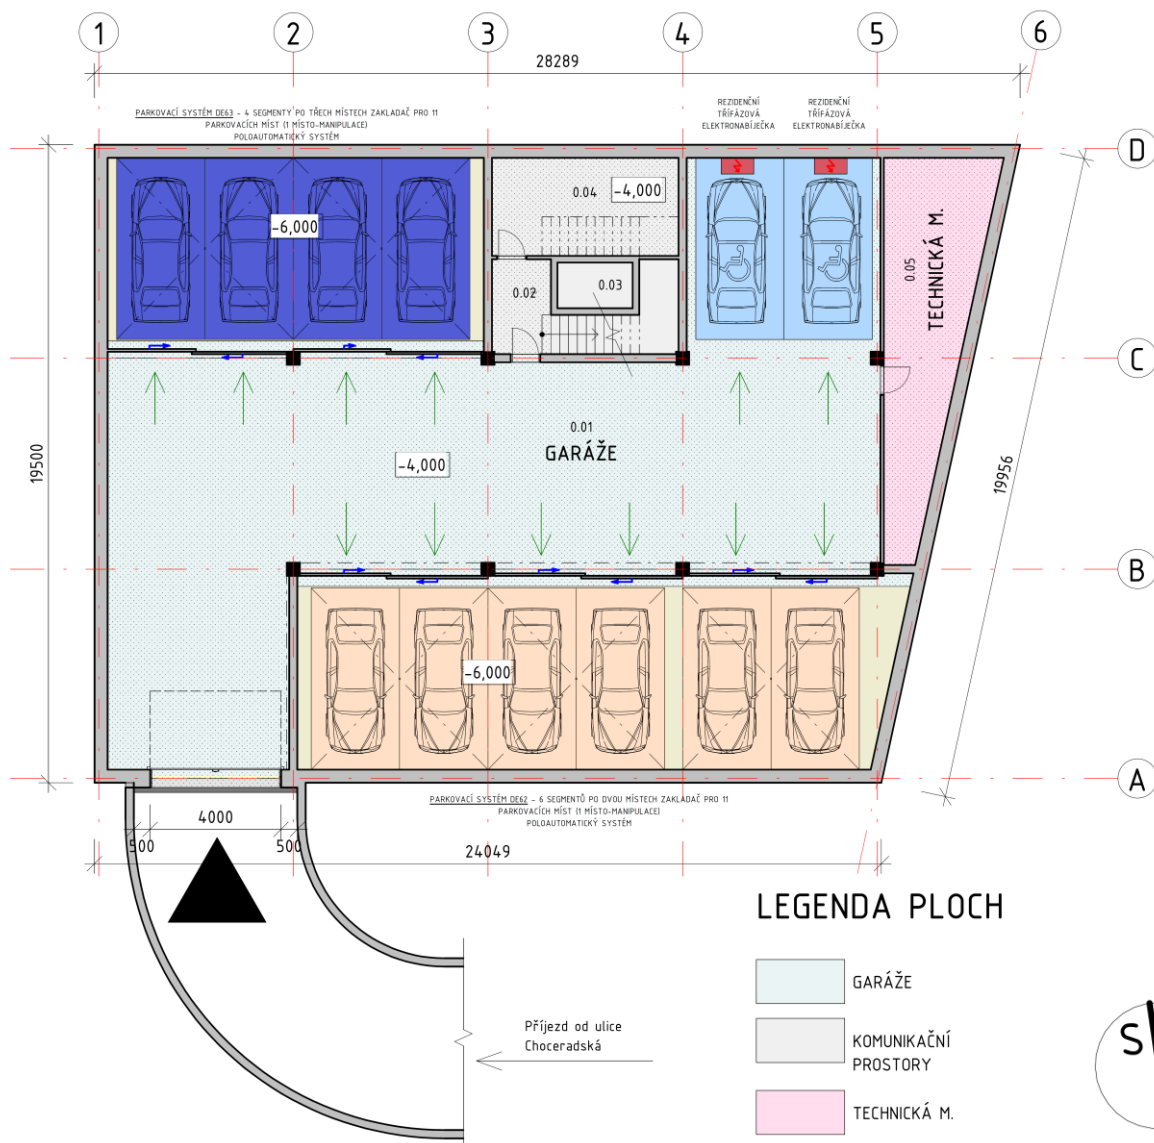 1 2 3 4 5 6
28289
PARKOVACÍ SYSTÉM DE63 - 4 SEGMENTY PO TŘECH MÍSTECH ZAKLADAČ PRO 11
PARKOVACÍCH MÍST (1 MÍSTO-MANIPULACE)
POLOAUTOMATICKÝ SYSTÉM
REZIDENČNÍ
TŘÍFÁZOVÁ
ELEKTRONABÍJEČKA
REZIDENČNÍ
TŘÍFÁZOVÁ
ELEKTRONABÍJEČKA
D
0.04
-4,000
-6,000
0.02
0.03
0.05
TECHNICKÁ M.
C
0.01
GARÁŽE
-4,000
19500
19956
B
-6,000
A
PARKOVACÍ SYSTÉM DE62 - 6 SEGMENTŮ PO DVOU MÍSTECH ZAKLADAČ PRO 11
PARKOVACÍCH MÍST (1 MÍSTO-MANIPULACE)
POLOAUTOMATICKÝ SYSTÉM
4000
500
500
24049
LEGENDA PLOCH
GARÁŽE
KOMUNIKAČNÍ
PROSTORY
TECHNICKÁ M.
Příjezd od ulice
Choceradská
S